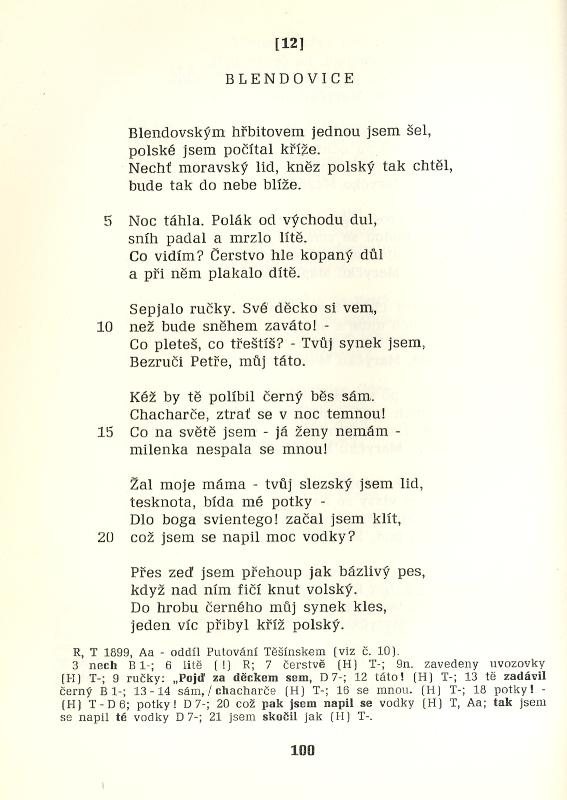 [12]
BLENDOVICE
Blendovským hřbitovem jednou jsem šel,
polské jsem počítal kříže.
Nechť moravský lid, kněz polský tak chtěl,
bude tak do nebe blíže.
5 Noc táhla. Polák od východu dul,
sníh padal a mrzlo lítě.
Co vidím? Čerstvo hle kopaný důl
a při něm plakalo dítě.
Sepjalo ručky. Své děcko si vem,
10 než bude sněhem zaváto! -
Co pleteš, co třeštíš? - Tvůj synek jsem,
Bezruči Petře, můj táto.
Kéž by tě políbil černý běs sám.
Chacharče, ztrať se v noc temnou!
15 Co na světě jsem - já ženy nemám -
milenka nespala se mnou!
Žal moje máma - tvůj slezský jsem lid,
tesknota, bída mé potky -
Dlo boga svientego! začal jsem klít,
20 což jsem se napil moc vodky?
Přes zeď jsem přehoup jak bázlivý pes,
když nad ním fičí knut volský.
Do hrobu černého můj synek kles,
jeden víc přibyl kříž polský.
R, T 1899, Aa - oddíl Putování Těšínskem (viz č. 10).
3 nech B 1-; 6 litě (!) R; 7 čerstvě (H) T-; 9n. zavedeny uvozovky
(H) T-; 9 ručky: „Pojď za děckem sem, D 7-; 12 táto! (H) T-; 13 tě zadávil
černý B 1-; 13-14 sám,/chacharče (H) T-; 16 se mnou. (H) T-; 18 potky! -
(H) T-D 6; potky! D 7-; 20 což pak jsem napil se vodky (H) T, Aa; tak jsem
se napil té vodky D 7-; 21 jsem skočil jak (H) T-.
100